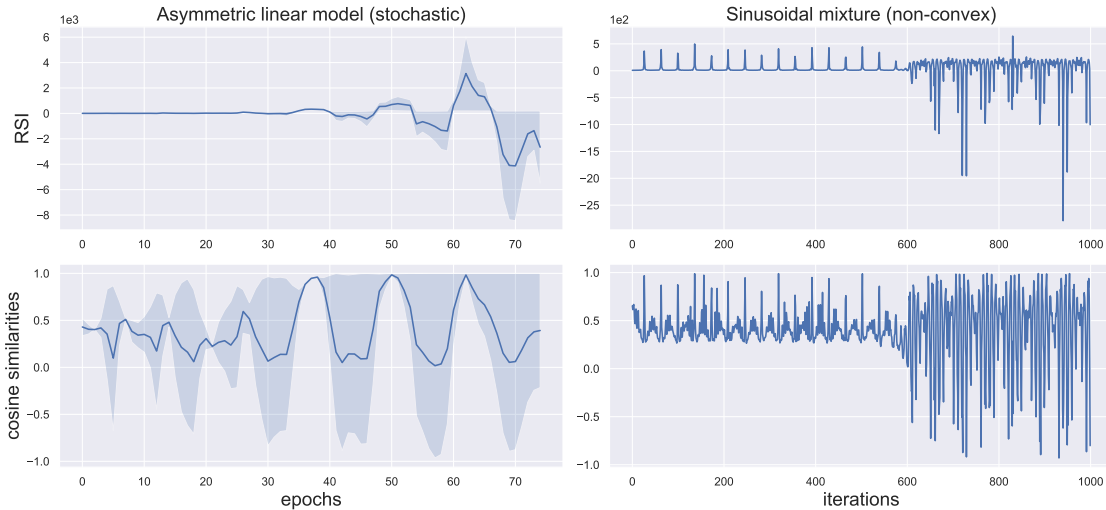 Asymmetric linear model (stochastic)
1e3
6
4
2
0
−2
−4
−6
−8
RSI
0 10 20 30 40 50 60 70
Sinusoidal mixture (non-convex)
1e2
5
0
−5
−10
−15
−20
−25
0 200 400 600 800 1000
1.0
0.5
0.0
−0.5
−1.0
cosine similarities
0 10 20 30 40 50 60 70
epochs
1.0
0.5
0.0
−0.5
−1.0
0 200 400 600 800 1000
iterations